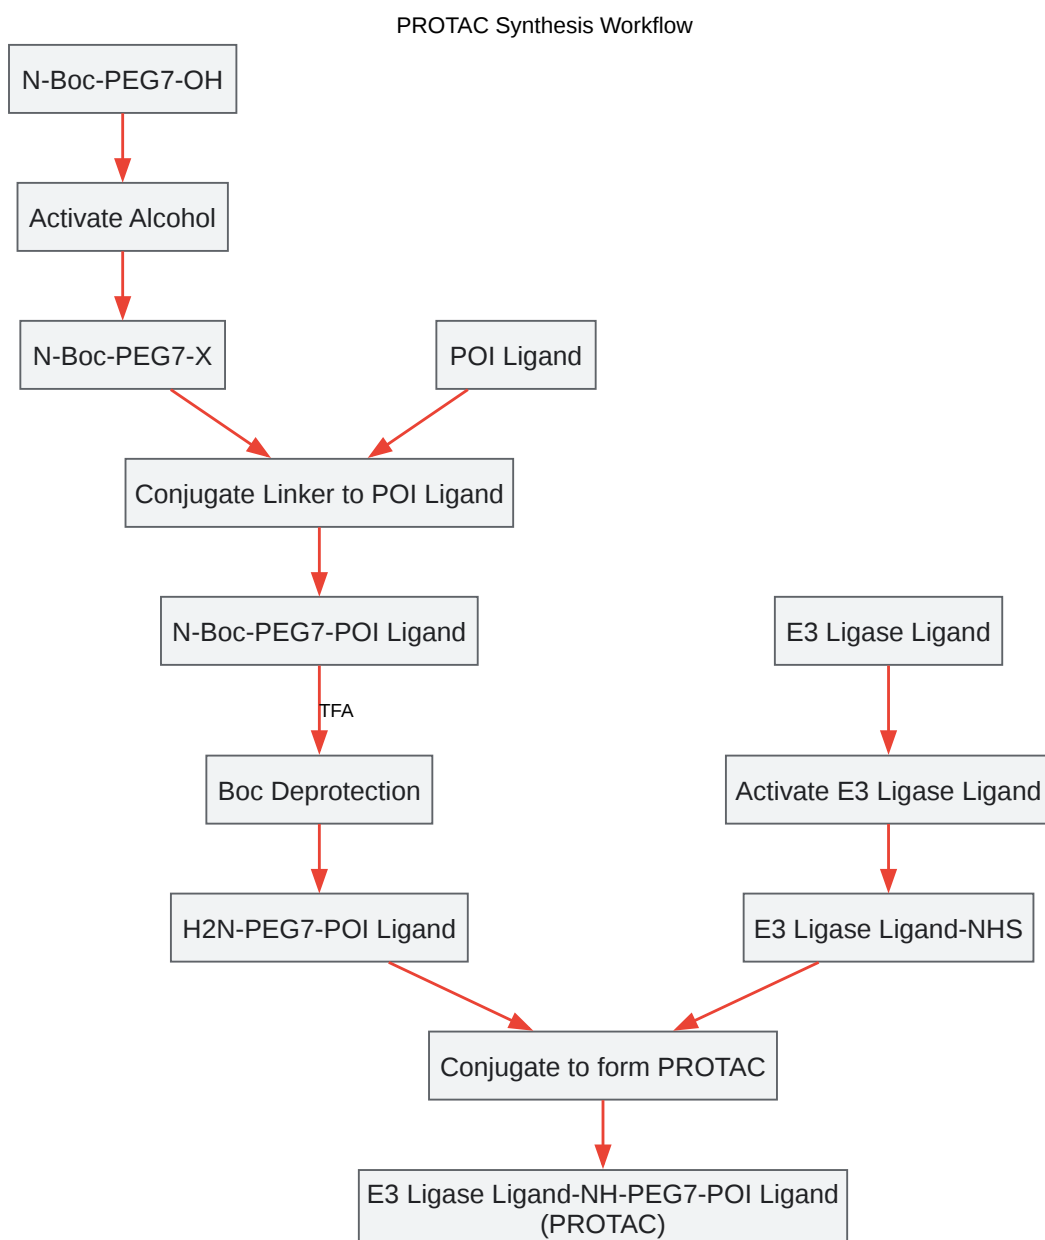 PROTAC Synthesis Workflow
N-Boc-PEG7-OH
Activate Alcohol
N-Boc-PEG7-X
POI Ligand
Conjugate Linker to POI Ligand
N-Boc-PEG7-POI Ligand
E3 Ligase Ligand
TFA
Boc Deprotection
Activate E3 Ligase Ligand
H2N-PEG7-POI Ligand
E3 Ligase Ligand-NHS
Conjugate to form PROTAC
E3 Ligase Ligand-NH-PEG7-POI Ligand
(PROTAC)